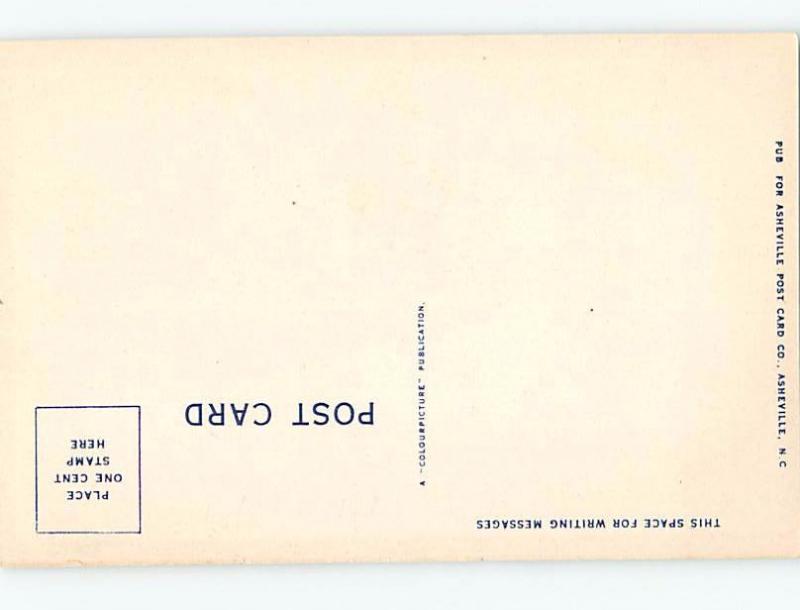 THIS SPACE FOR WRITING MESSAGES
POST CARD
PLACE
ONE CENT
STAMP
HERE
A "COLOURPICTURE" PUBLICATION.
PUB FOR ASHEVILLE POST CARD CO., ASHEVILLE, N. C